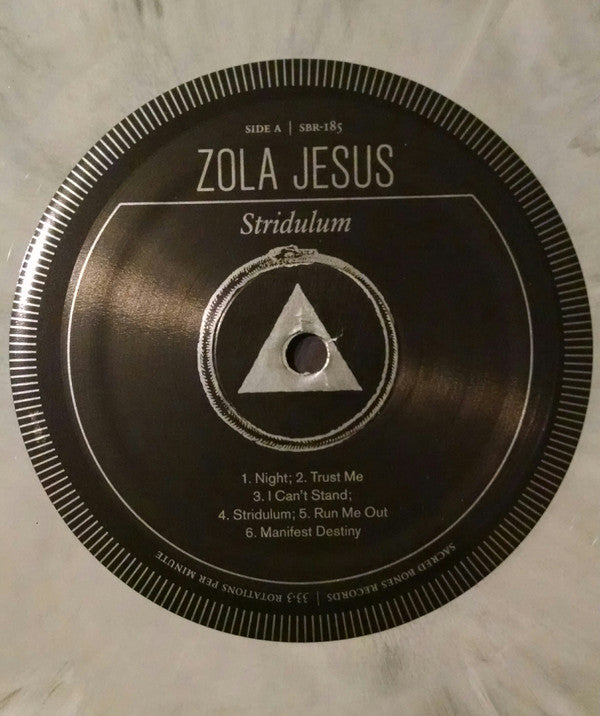 SIDE A | SBR-185
ZOLA JESUS
Stridulum
1. Night; 2. Trust Me
3. I Can't Stand;
4. Stridulum; 5. Run Me Out
6. Manifest Destiny
SACRED BONES RECORDS | 33.3 ROTATIONS PER MINUTE